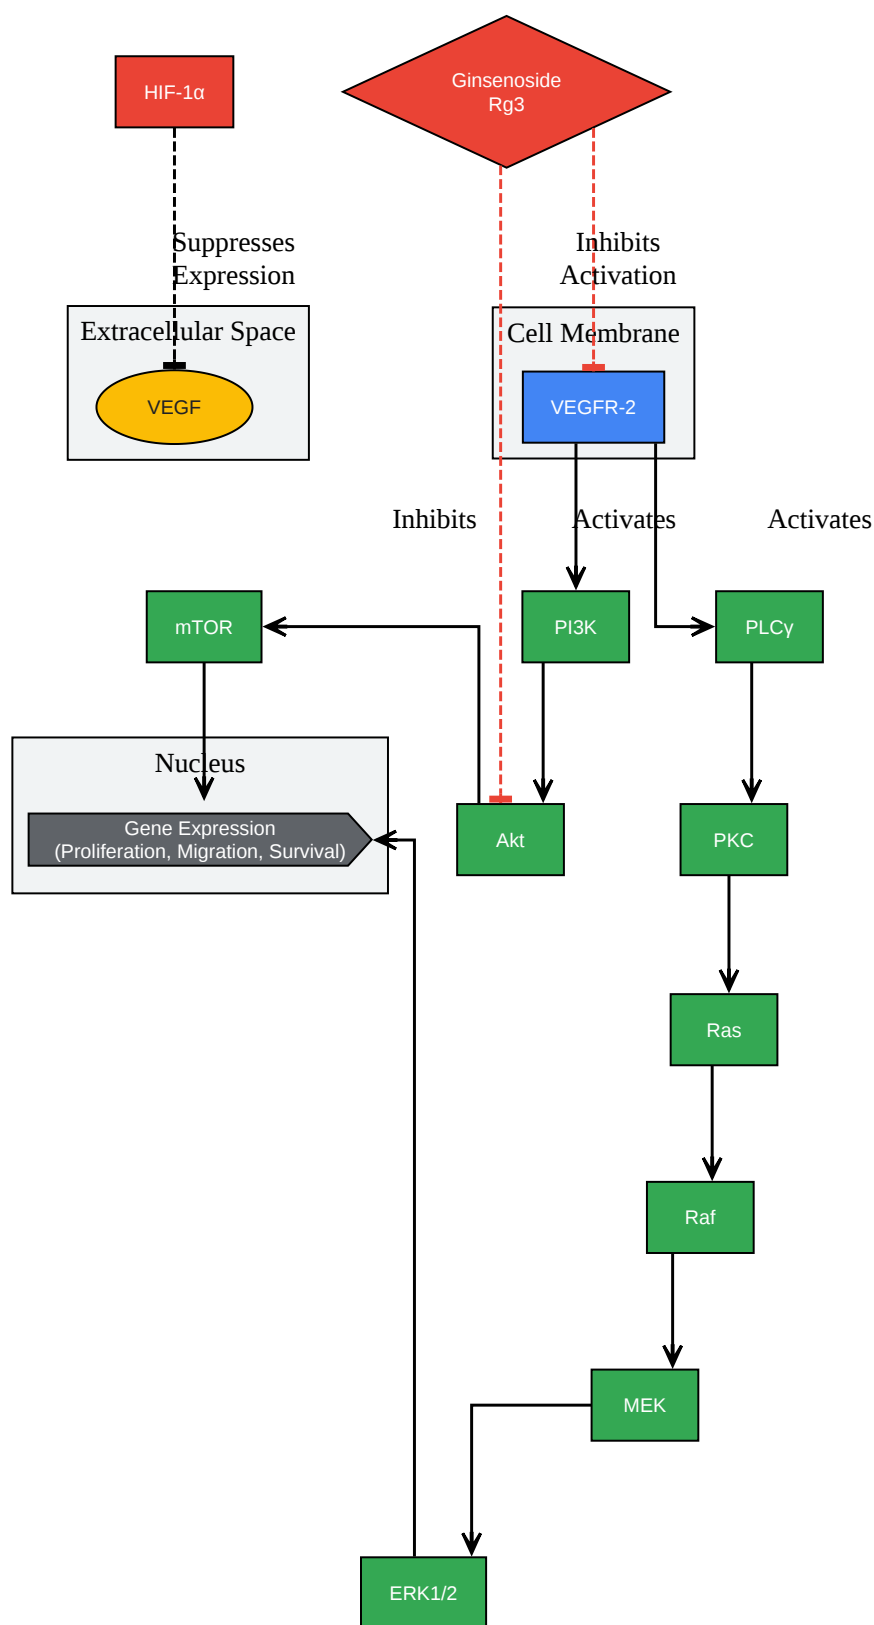 HIF-1α
Ginsenoside
Rg3
Suppresses
Expression
Inhibits
Activation
Extracellular Space
Cell Membrane
VEGF
VEGFR-2
Inhibits
Activates
Activates
mTOR
PI3K
PLCγ
Nucleus
Gene Expression
(Proliferation, Migration, Survival)
Akt
PKC
Ras
Raf
MEK
ERK1/2